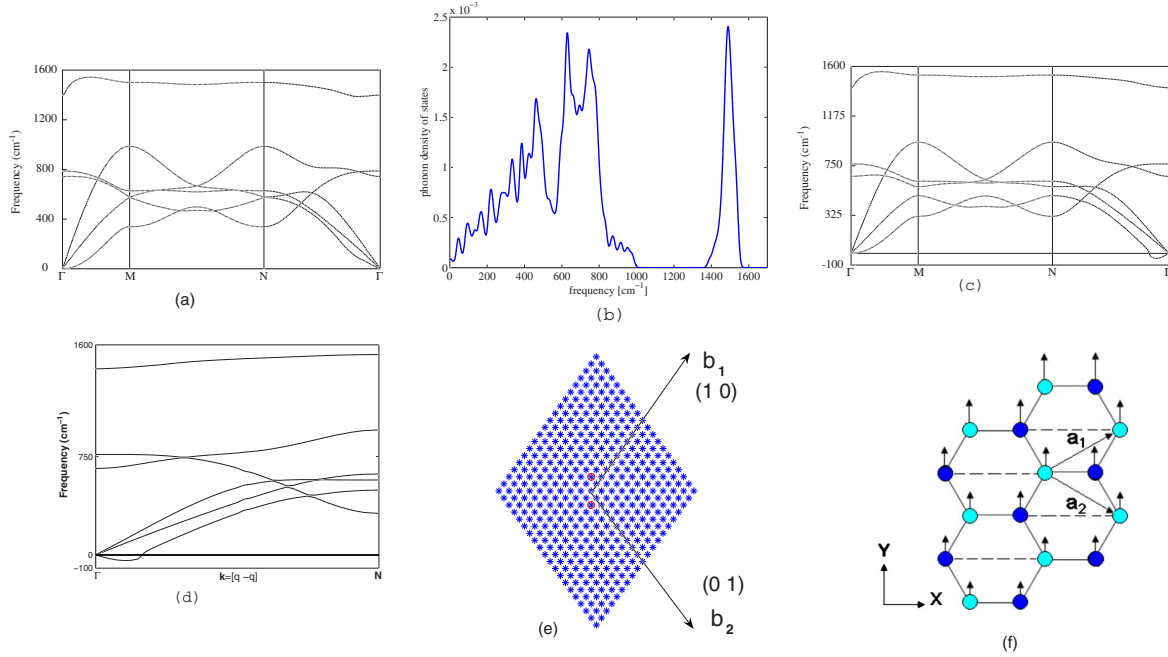 1600
1200
800
400
0
Frequency (cm⁻¹)
Γ
M
N
Γ
(a)
x 10⁻³
2.5
2
1.5
1
0.5
0
phonon density of states
0
200
400
600
800
1000
1200
1400
1600
frequency [cm⁻¹]
(b)
1600
1175
750
325
-100
Frequency (cm⁻¹)
Γ
M
N
(c)
1600
750
0
-100
Frequency (cm⁻¹)
Γ
k=[q −q]
N
(d)
b₁
(1 0)
(0 1)
b₂
(e)
a₁
a₂
Y
X
(f)